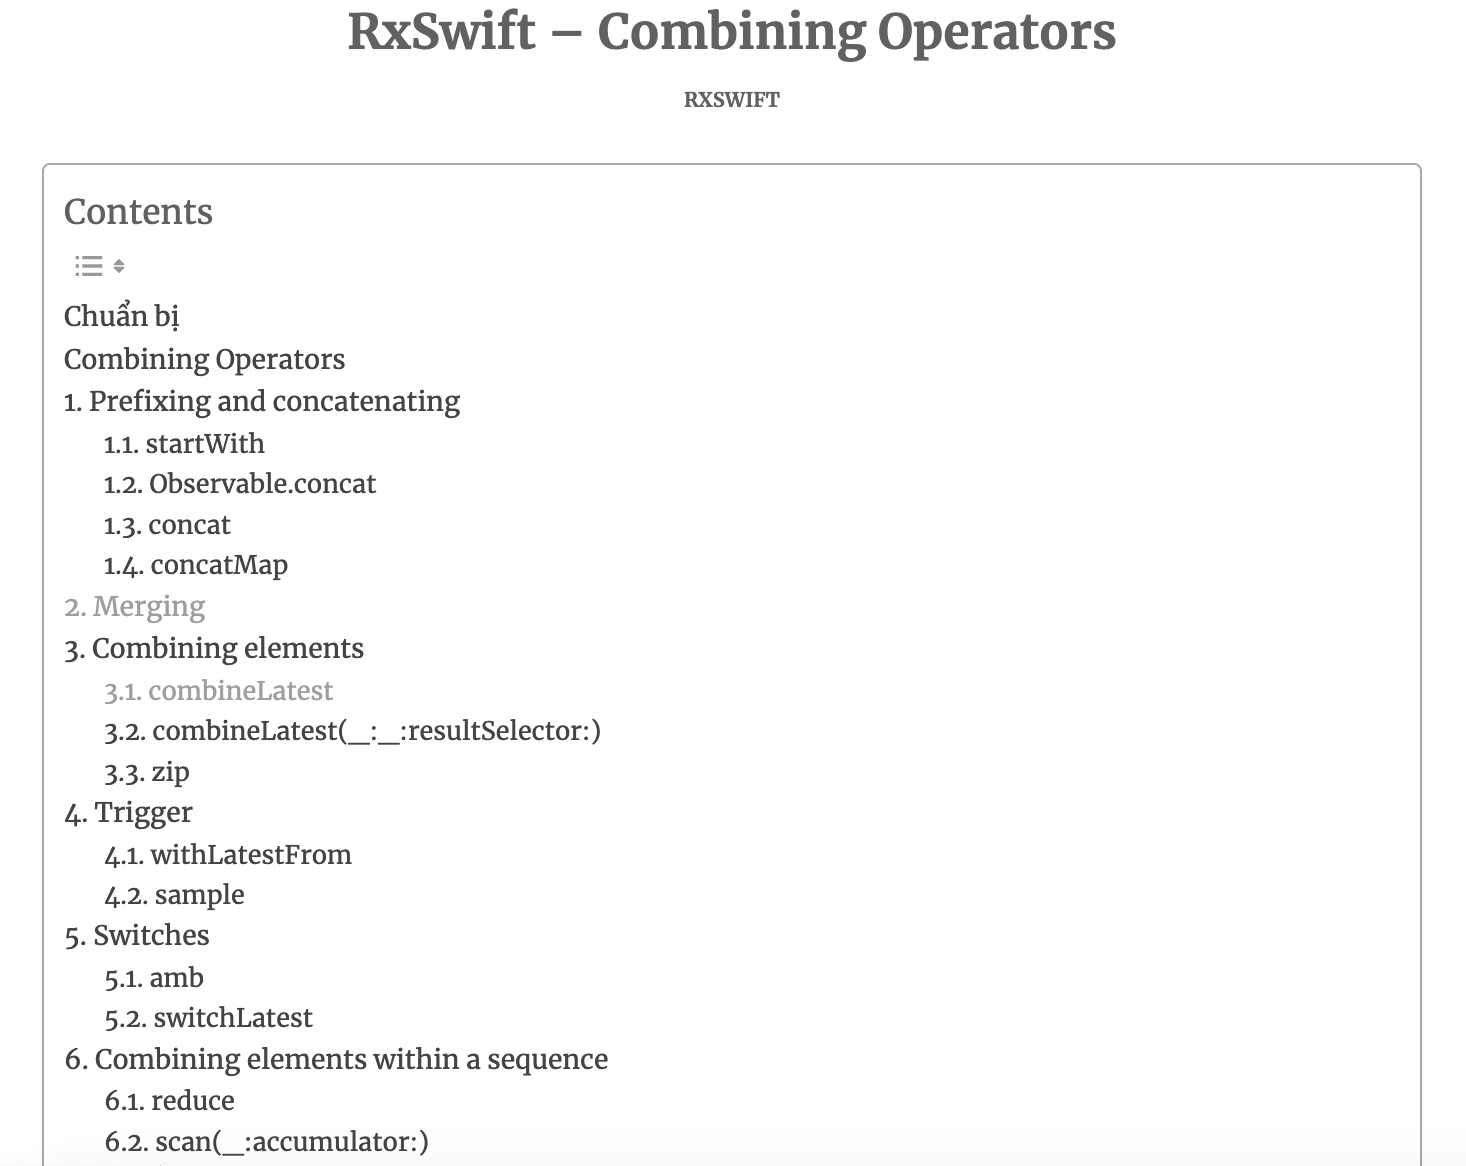 RxSwift – Combining Operators
RXSWIFT
Contents
Chuẩn bị
Combining Operators
1. Prefixing and concatenating
1.1. startWith
1.2. Observable.concat
1.3. concat
1.4. concatMap
2. Merging
3. Combining elements
3.1. combineLatest
3.2. combineLatest(_:_:resultSelector:)
3.3. zip
4. Trigger
4.1. withLatestFrom
4.2. sample
5. Switches
5.1. amb
5.2. switchLatest
6. Combining elements within a sequence
6.1. reduce
6.2. scan(_:accumulator:)